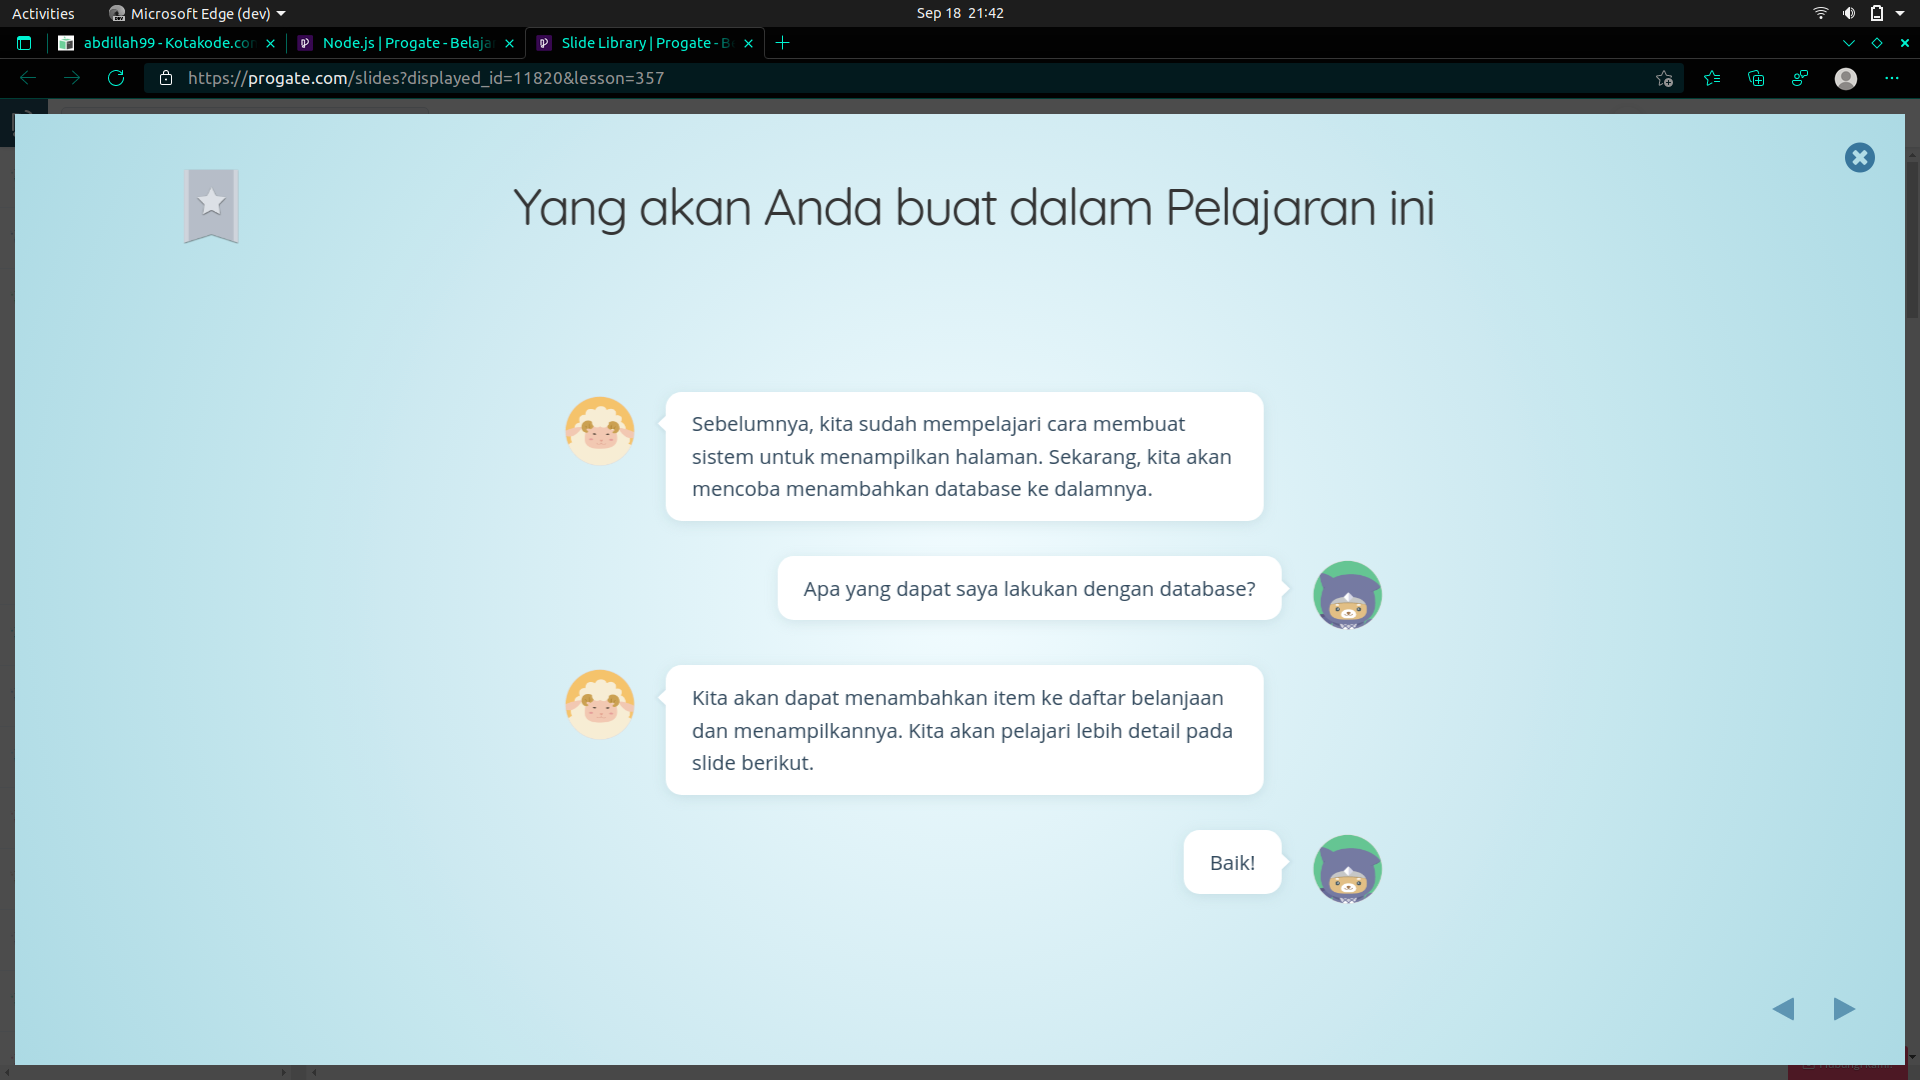 Activities
Microsoft Edge (dev)
Sep 18 21:42
abdillah99 - Kotakode.com
Node.js | Progate - Belaja
Slide Library | Progate - B
https://progate.com/slides?displayed_id=11820&lesson=357
Yang akan Anda buat dalam Pelajaran ini
Sebelumnya, kita sudah mempelajari cara membuat
sistem untuk menampilkan halaman. Sekarang, kita akan
mencoba menambahkan database ke dalamnya.
Apa yang dapat saya lakukan dengan database?
Kita akan dapat menambahkan item ke daftar belanjaan
dan menampilkannya. Kita akan pelajari lebih detail pada
slide berikut.
Baik!